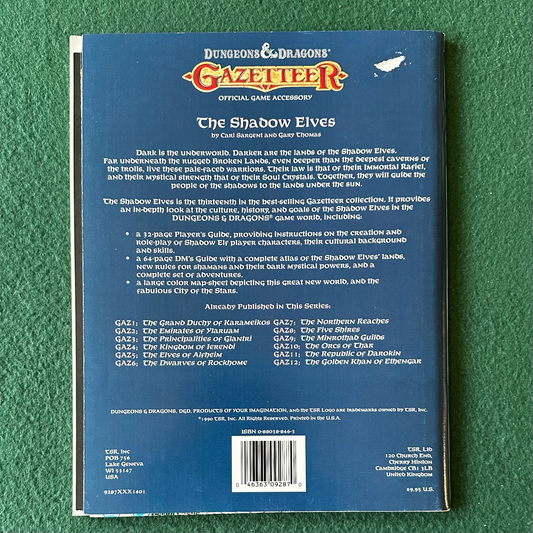 DUNGEONS & DRAGONS®
GAZETTEER
OFFICIAL GAME ACCESSORY
The Shadow Elves
by Carl Sargent and Gary Thomas
Dark is the underworld. Darker are the lands of the Shadow Elves.
Far underneath the rugged Broken Lands, even deeper than the deepest caverns of
the trolls, live these pale-faced warriors. Their law is that of their Immortal Rafiel,
and their mystical strength that of their Soul Crystals. Together, they will guide the
people of the shadows to the lands under the sun.
The Shadow Elves is the thirteenth in the best-selling Gazetteer collection. It provides
an in-depth look at the culture, history, and goals of the Shadow Elves in the
DUNGEONS & DRAGONS® game world, including:
• a 32-page Player's Guide, providing instructions on the creation and
role-play of Shadow Elf player characters, their cultural background
and skills.
• a 64-page DM's Guide with a complete atlas of the Shadow Elves' lands,
new rules for shamans and their dark mystical powers, and a
complete set of adventures.
• a large color map-sheet depicting this great new world, and the
fabulous City of the Stars.
Already Published in This Series:
GAZ1; The Grand Duchy of Karameikos
GAZ2; The Emirates of Ylaruam
GAZ3; The Principalities of Glantri
GAZ4; The Kingdom of Ierendi
GAZ5; The Elves of Alfheim
GAZ6; The Dwarves of Rockhome
GAZ7; The Northern Reaches
GAZ8; The Five Shires
GAZ9; The Minrothad Guilds
GAZ10; The Orcs of Thar
GAZ11; The Republic of Darokin
GAZ12; The Golden Khan of Ethengar
DUNGEONS & DRAGONS, D&D, PRODUCTS OF YOUR IMAGINATION, and the TSR Logo are trademarks owned by TSR, Inc.
©1990 TSR, Inc. All Rights Reserved. Printed in the U.S.A.
ISBN 0-88038-846-3
TSR, Inc
POB 756
Lake Geneva
WI 53147
USA
9287XXX1401
0 46363 09287 0
TSR, Ltd
120 Church End,
Cherry Hinton
Cambridge CB1 3LB
United Kingdom
$9.95 U.S.